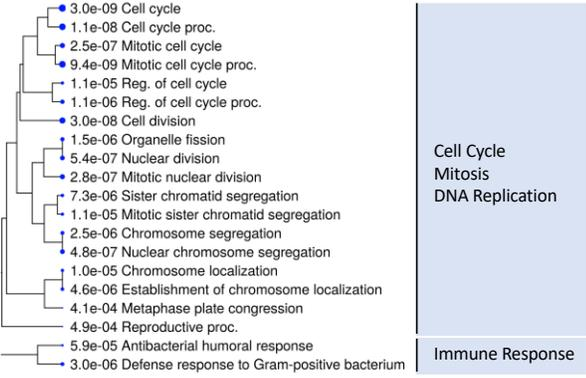 3.0e-09 Cell cycle
1.1e-08 Cell cycle proc.
2.5e-07 Mitotic cell cycle
9.4e-09 Mitotic cell cycle proc.
1.1e-05 Reg. of cell cycle
1.1e-06 Reg. of cell cycle proc.
3.0e-08 Cell division
1.5e-06 Organelle fission
5.4e-07 Nuclear division
2.8e-07 Mitotic nuclear division
7.3e-06 Sister chromatid segregation
1.1e-05 Mitotic sister chromatid segregation
2.5e-06 Chromosome segregation
4.8e-07 Nuclear chromosome segregation
1.0e-05 Chromosome localization
4.6e-06 Establishment of chromosome localization
4.1e-04 Metaphase plate congression
4.9e-04 Reproductive proc.
5.9e-05 Antibacterial humoral response
3.0e-06 Defense response to Gram-positive bacterium
Cell Cycle
Mitosis
DNA Replication
Immune Response